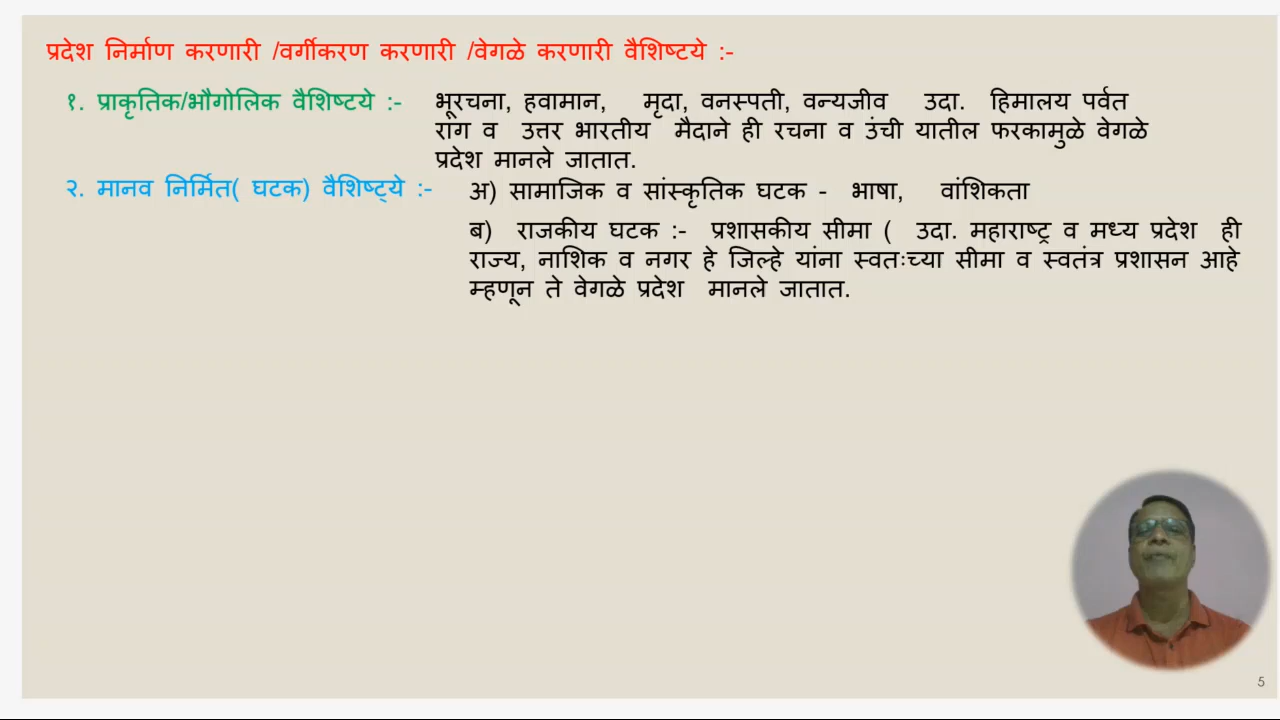 प्रदेश निर्माण करणारी /वर्गीकरण करणारी /वेगळे करणारी वैशिष्टये :-
१. प्राकृतिक/भौगोलिक वैशिष्टये :- भूरचना, हवामान, मृदा, वनस्पती, वन्यजीव उदा. हिमालय पर्वत
रांग व उत्तर भारतीय मैदाने ही रचना व उंची यातील फरकामुळे वेगळे
प्रदेश मानले जातात.
२. मानव निर्मित( घटक) वैशिष्ट्ये :- अ) सामाजिक व सांस्कृतिक घटक - भाषा, वांशिकता
ब) राजकीय घटक :- प्रशासकीय सीमा ( उदा. महाराष्ट्र व मध्य प्रदेश ही
राज्य, नाशिक व नगर हे जिल्हे यांना स्वतःच्या सीमा व स्वतंत्र प्रशासन आहे
म्हणून ते वेगळे प्रदेश मानले जातात.
5